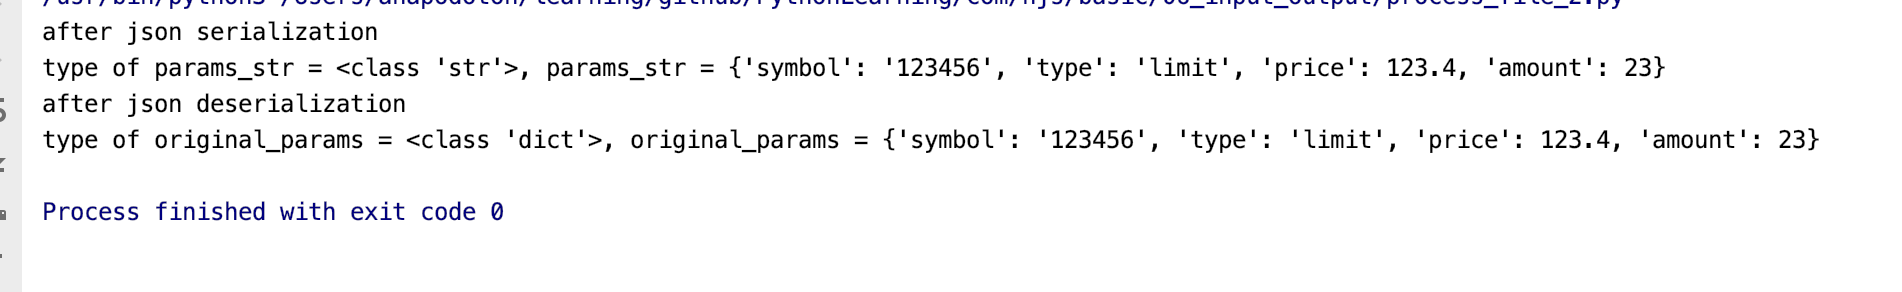 after json serialization
type of params_str = <class 'str'>, params_str = {'symbol': '123456', 'type': 'limit', 'price': 123.4, 'amount': 23}
after json deserialization
type of original_params = <class 'dict'>, original_params = {'symbol': '123456', 'type': 'limit', 'price': 123.4, 'amount': 23}
Process finished with exit code 0